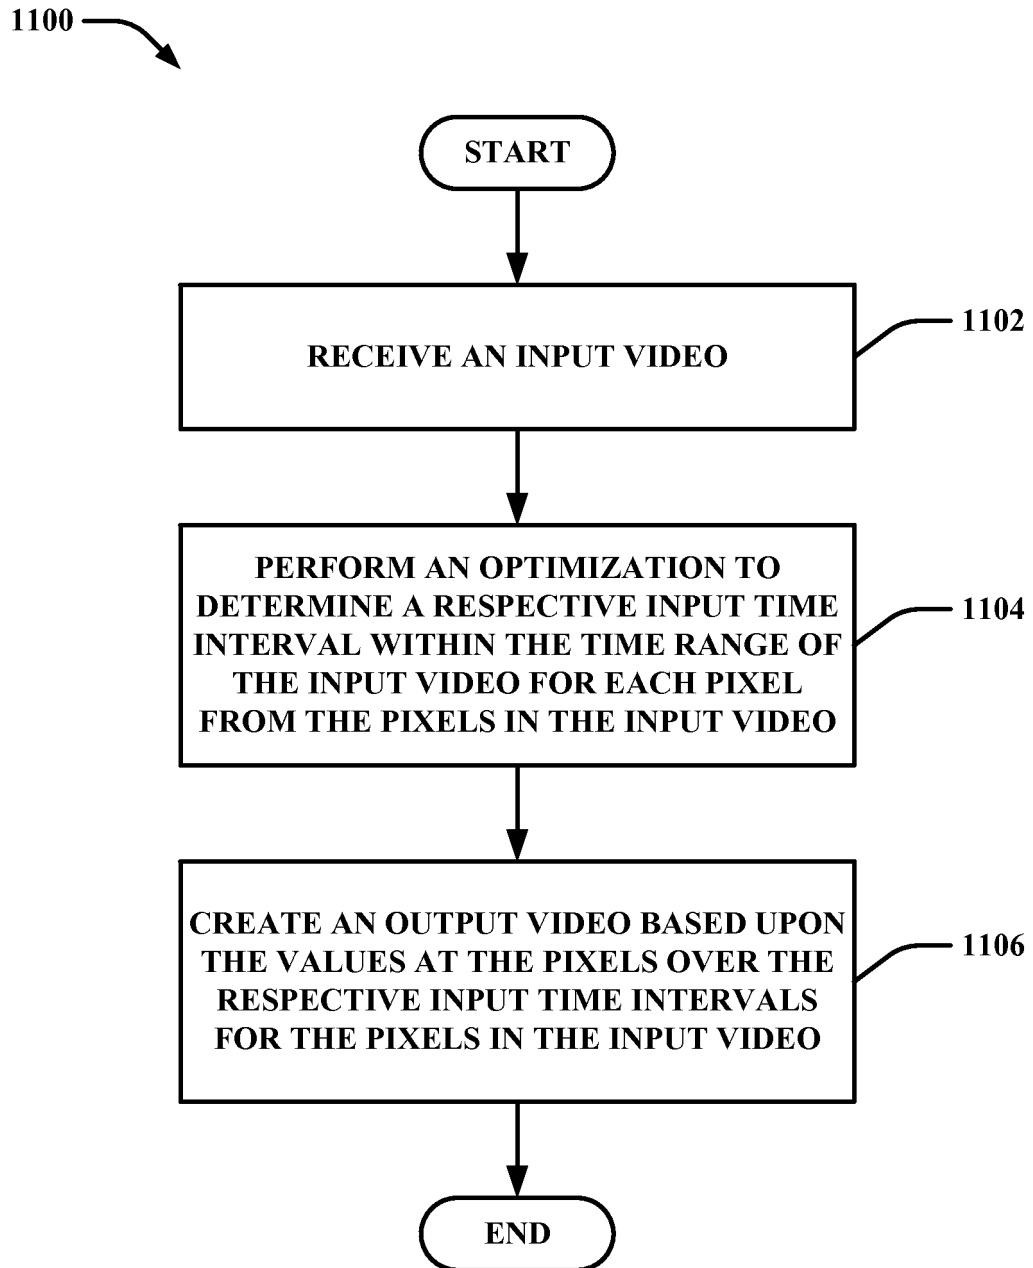 1100
START
RECEIVE AN INPUT VIDEO
1102
PERFORM AN OPTIMIZATION TO
DETERMINE A RESPECTIVE INPUT TIME
INTERVAL WITHIN THE TIME RANGE OF
THE INPUT VIDEO FOR EACH PIXEL
FROM THE PIXELS IN THE INPUT VIDEO
1104
CREATE AN OUTPUT VIDEO BASED UPON
THE VALUES AT THE PIXELS OVER THE
RESPECTIVE INPUT TIME INTERVALS
FOR THE PIXELS IN THE INPUT VIDEO
1106
END